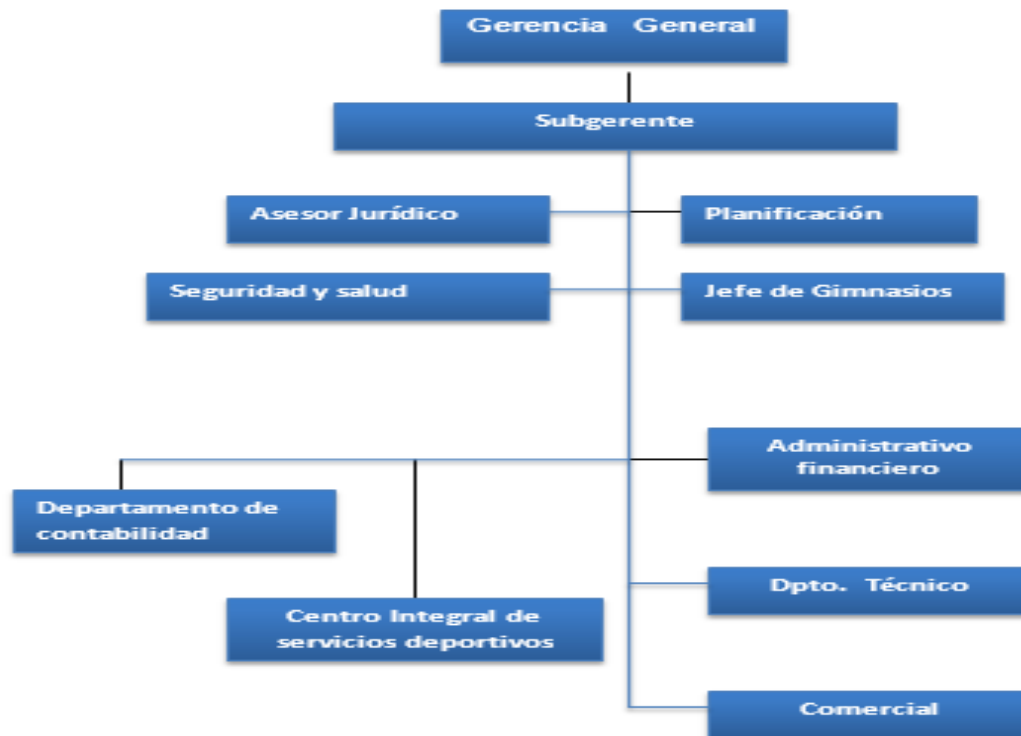 Gerencia General
Subgerente
Asesor Jurídico
Planificación
Seguridad y salud
Jefe de Gimnasios
Administrativo
financiero
Departamento de
contabilidad
Dpto. Técnico
Centro Integral de
servicios deportivos
Comercial